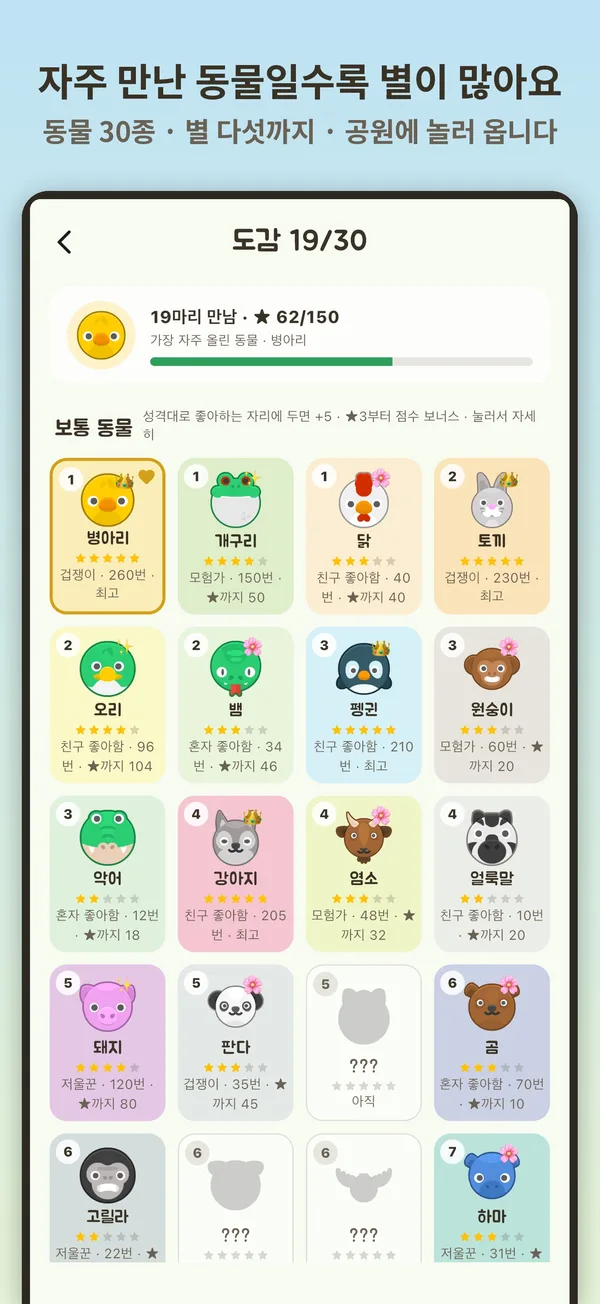 자주 만난 동물일수록 별이 많아요
동물 30종 · 별 다섯까지 · 공원에 놀러 옵니다
도감 19/30
19마리 만남 · ★ 62/150
가장 자주 올린 동물 · 병아리
보통 동물
성격대로 좋아하는 자리에 두면 +5 · ★3부터 점수 보너스 · 눌러서 자세
히
1
병아리
겁쟁이 · 260번 ·
최고
1
개구리
모험가 · 150번 ·
★까지 50
1
닭
친구 좋아함 · 40
번 · ★까지 40
2
토끼
겁쟁이 · 230번 ·
최고
2
오리
친구 좋아함 · 96
번 · ★까지 104
2
뱀
혼자 좋아함 · 34
번 · ★까지 46
3
펭귄
친구 좋아함 · 210
번 · 최고
3
원숭이
모험가 · 60번 · ★
까지 20
3
악어
혼자 좋아함 · 12번
· ★까지 18
4
강아지
친구 좋아함 · 205
번 · 최고
4
염소
모험가 · 48번 · ★
까지 32
4
얼룩말
친구 좋아함 · 10번
· ★까지 20
5
돼지
저울꾼 · 120번 ·
★까지 80
5
판다
겁쟁이 · 35번 · ★
까지 45
5
???
아직
6
곰
혼자 좋아함 · 70번
· ★까지 10
6
고릴라
저울꾼 · 22번 · ★
6
???
6
???
7
하마
저울꾼 · 31번 · ★